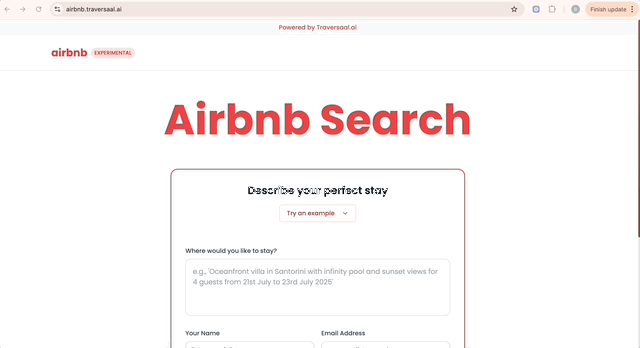 airbnb.traversaal.ai
Finish update
Powered by Traversaal.ai
airbnb EXPERIMENTAL
Airbnb Search
Describe your perfect stay
Try an example
Where would you like to stay?
e.g., 'Oceanfront villa in Santorini with infinity pool and sunset views for
4 guests from 21st July to 23rd July 2025'
Your Name Email Address